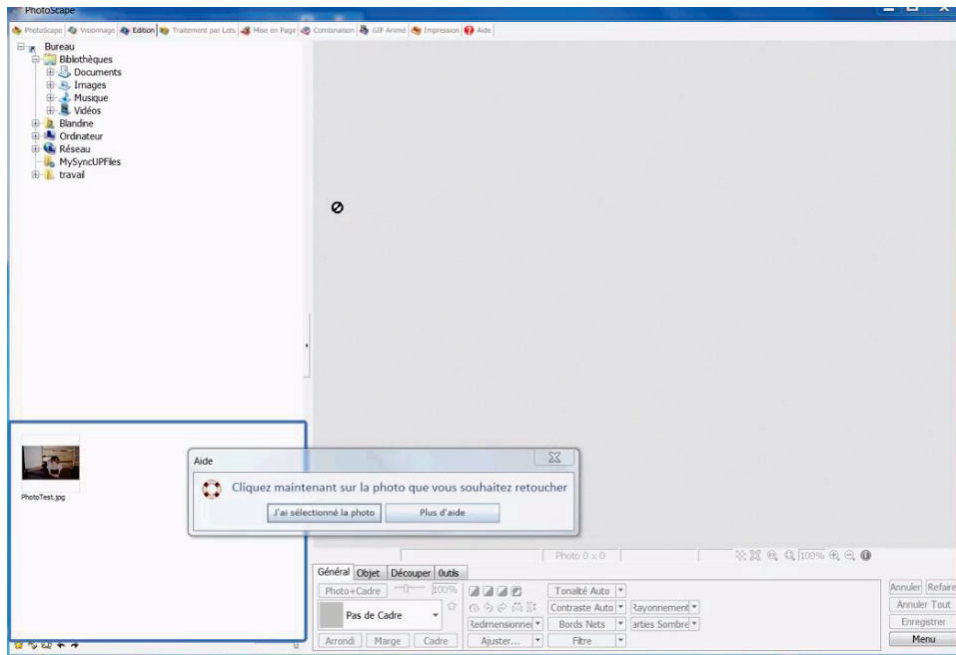 PhotoScape
PhotoScape Visionnage Edition Traitement par Lots Mise en Page Combinaison GIF Animé Impression Aide
Bureau
Bibliothèques
Documents
Images
Musique
Vidéos
Blandine
Ordinateur
Réseau
MySyncUPFiles
travail
PhotoTest.jpg
Aide
Cliquez maintenant sur la photo que vous souhaitez retoucher
J'ai sélectionné la photo Plus d'aide
Photo 0 x 0 100%
Général Objet Découper Outils
Photo+Cadre 100% Tonalité Auto
Pas de Cadre Contraste Auto Rayonnement
Redimensionner Bords Nets arties Sombre
Arrondi Marge Cadre Ajuster... Filtre
Annuler Refaire
Annuler Tout
Enregistrer
Menu